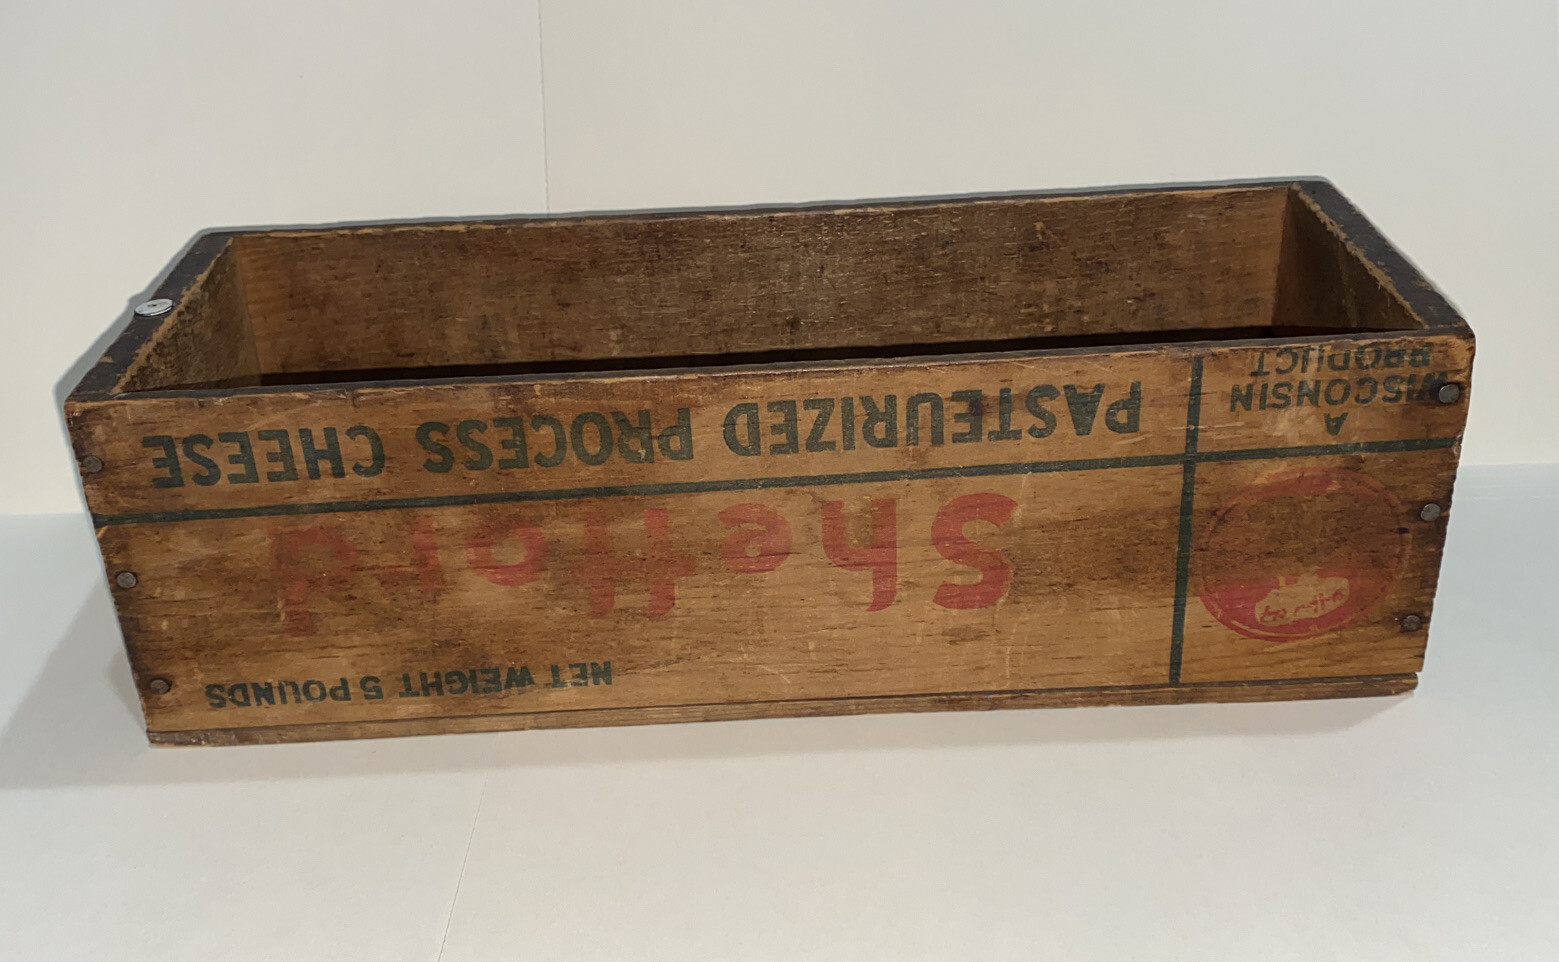 NET WEIGHT 5 POUNDS
Shefford
PASTEURIZED PROCESS CHEESE
A
WISCONSIN
PRODUCT